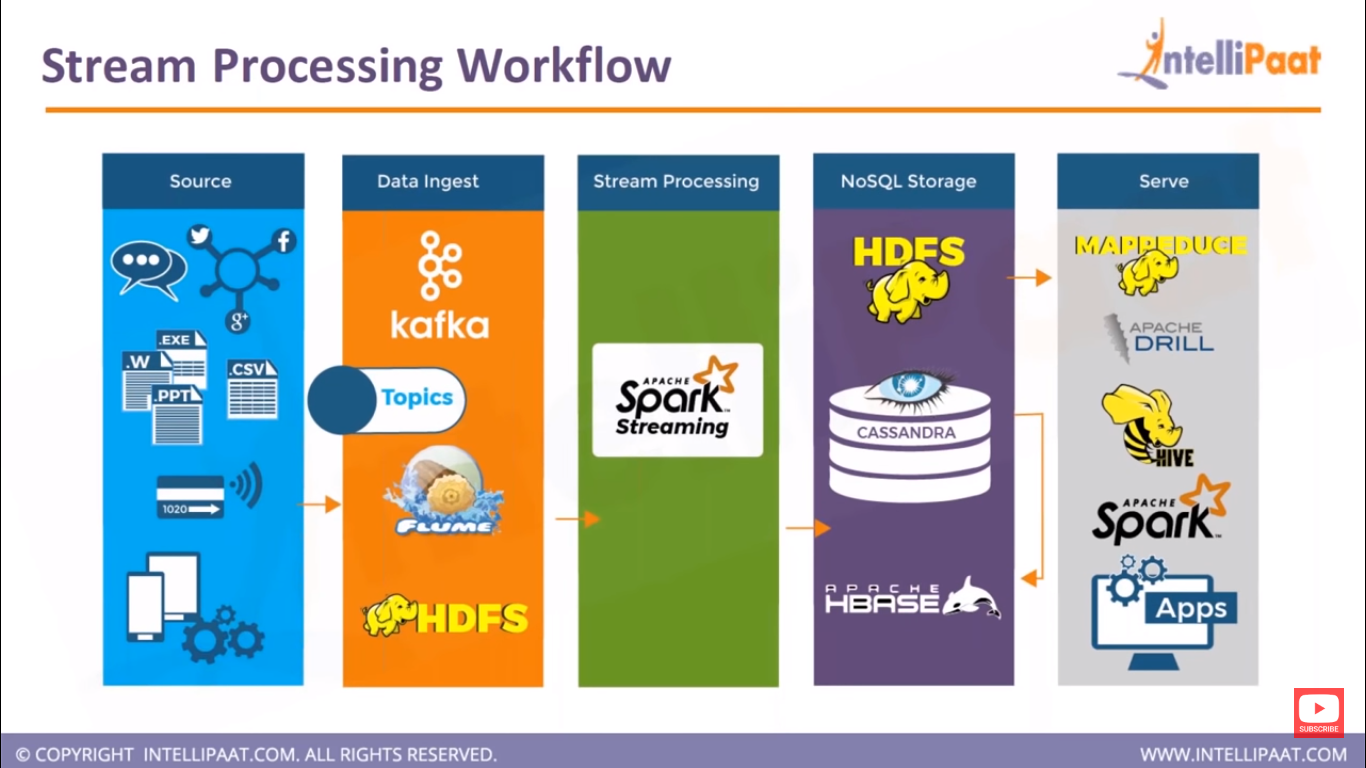 Stream Processing Workflow
IntelliPaat
Source
Data Ingest
Stream Processing
NoSQL Storage
Serve
f
g+
.EXE
.W
.PPT
.CSV
1020
kafka
Topics
FLUME
HDFS
APACHE
Spark™
Streaming
HDFS
CASSANDRA
APACHE
HBASE
MAPREDUCE
APACHE
DRILL
HIVE
APACHE
Spark™
Apps
SUBSCRIBE
© COPYRIGHT INTELLIPAAT.COM. ALL RIGHTS RESERVED.
WWW.INTELLIPAAT.COM